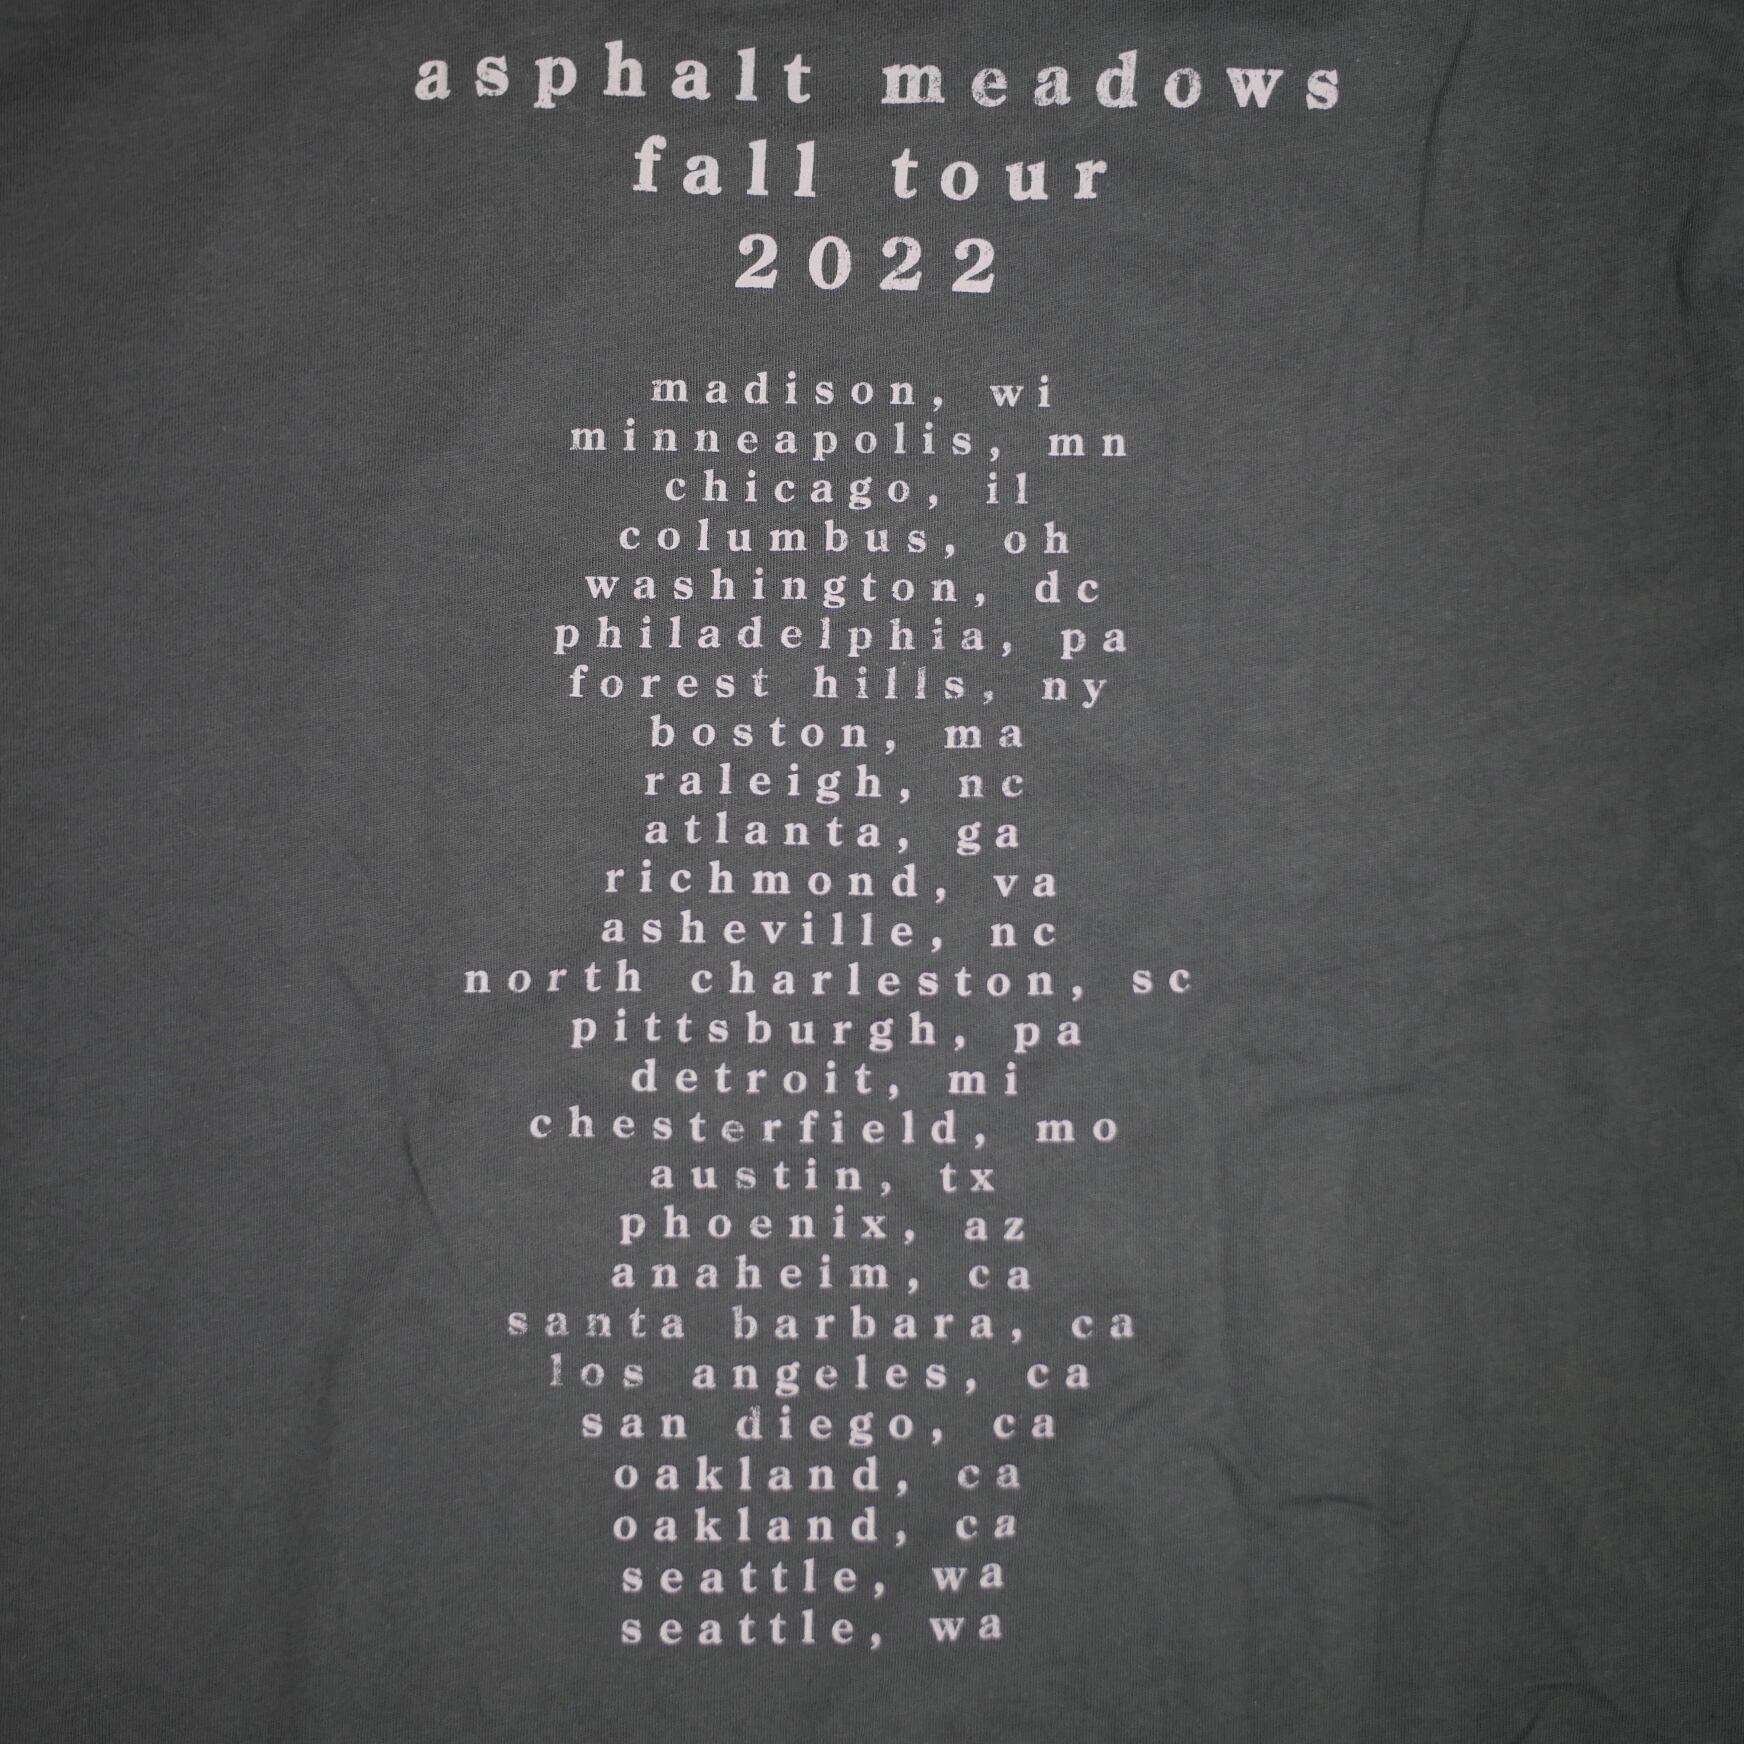 asphalt meadows
fall tour
2022
madison, wi
minneapolis, mn
chicago, il
columbus, oh
washington, dc
philadelphia, pa
forest hills, ny
boston, ma
raleigh, nc
atlanta, ga
richmond, va
asheville, nc
north charleston, sc
pittsburgh, pa
detroit, mi
chesterfield, mo
austin, tx
phoenix, az
anaheim, ca
santa barbara, ca
los angeles, ca
san diego, ca
oakland, ca
oakland, ca
seattle, wa
seattle, wa